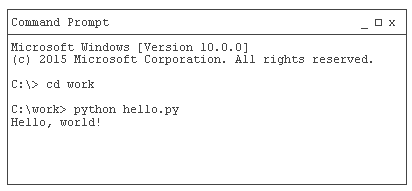 Command Prompt
Microsoft Windows [Version 10.0.0]
(c) 2015 Microsoft Corporation. All rights reserved.
C:\> cd work
C:\work> python hello.py
Hello, world!